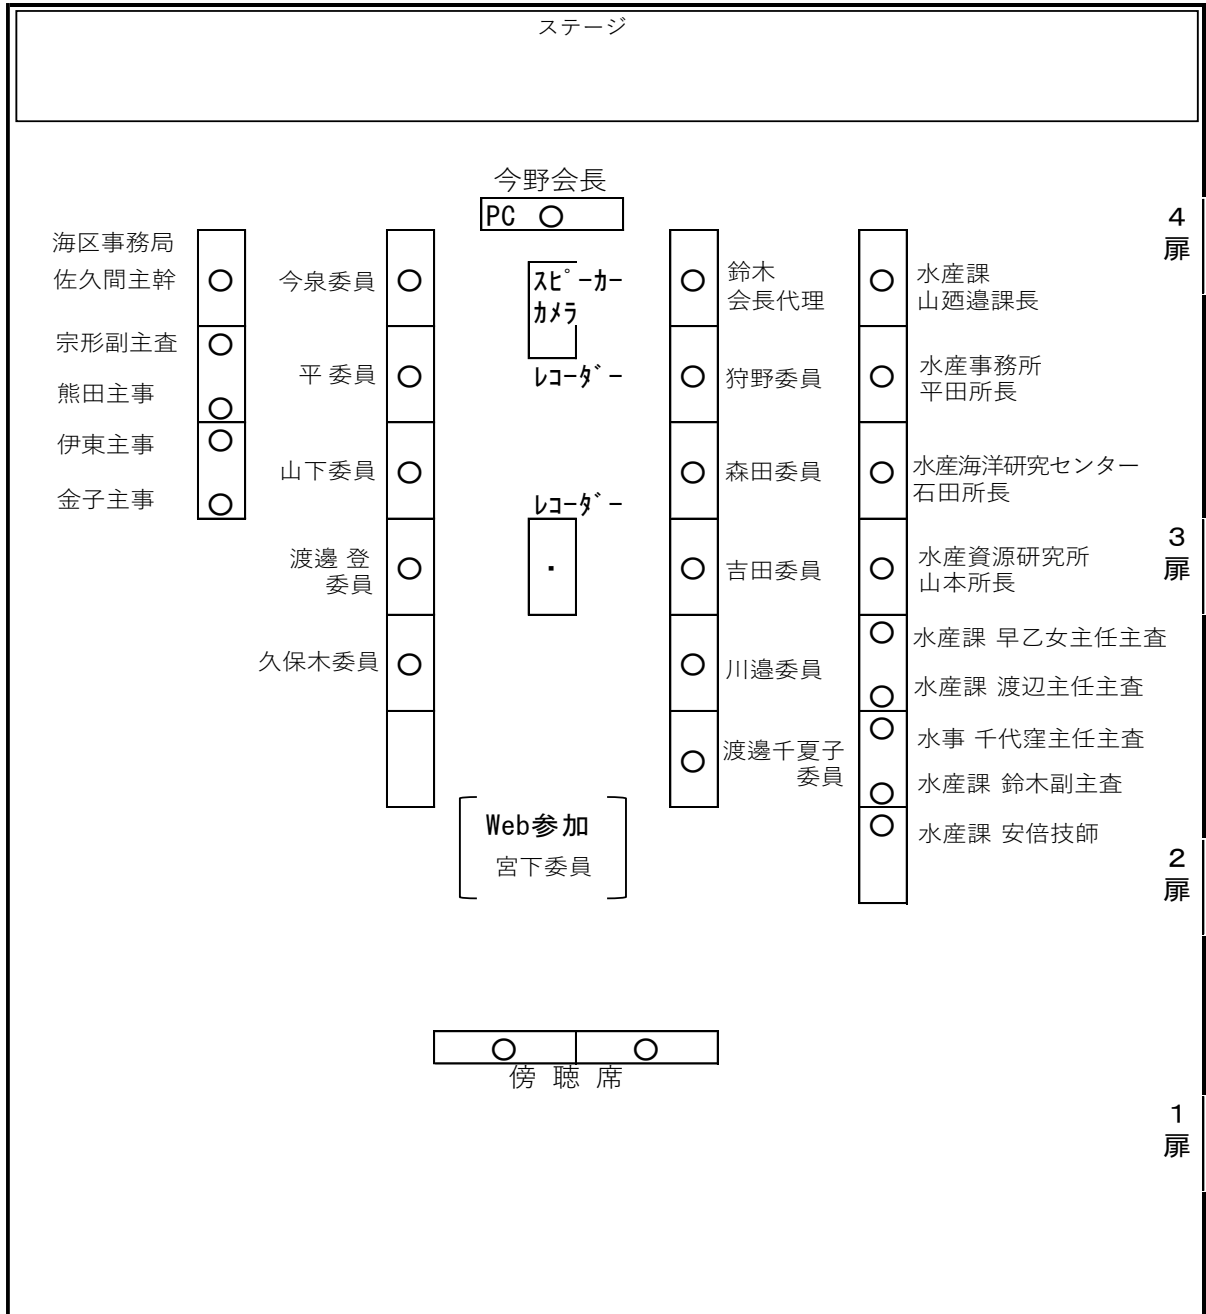 ステージ
今野会長
PC
海区事務局
佐久間主幹
宗形副主査
熊田主事
伊東主事
金子主事
今泉委員
平 委員
山下委員
渡邊 登
委員
久保木委員
スピーカー
カメラ
レコーダー
レコーダー
・
鈴木
会長代理
狩野委員
森田委員
吉田委員
川邉委員
渡邊千夏子
委員
水産課
山廼邉課長
水産事務所
平田所長
水産海洋研究センター
石田所長
水産資源研究所
山本所長
水産課 早乙女主任主査
水産課 渡辺主任主査
水事 千代窪主任主査
水産課 鈴木副主査
水産課 安倍技師
4
扉
3
扉
2
扉
1
扉
Web参加
宮下委員
傍 聴 席